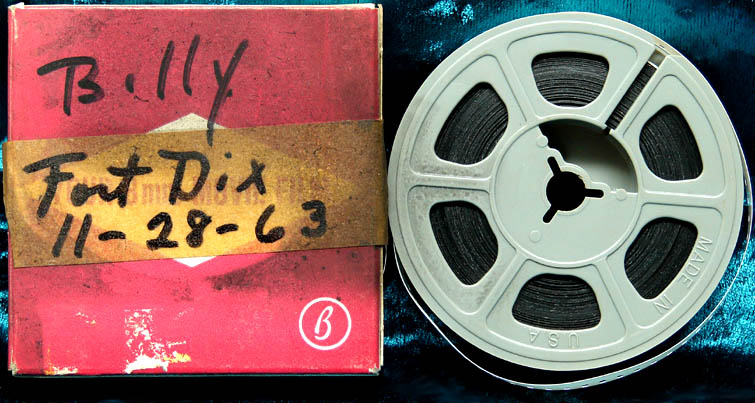 Billy
Fort Dix
11-28-63
B
MADE IN
USA